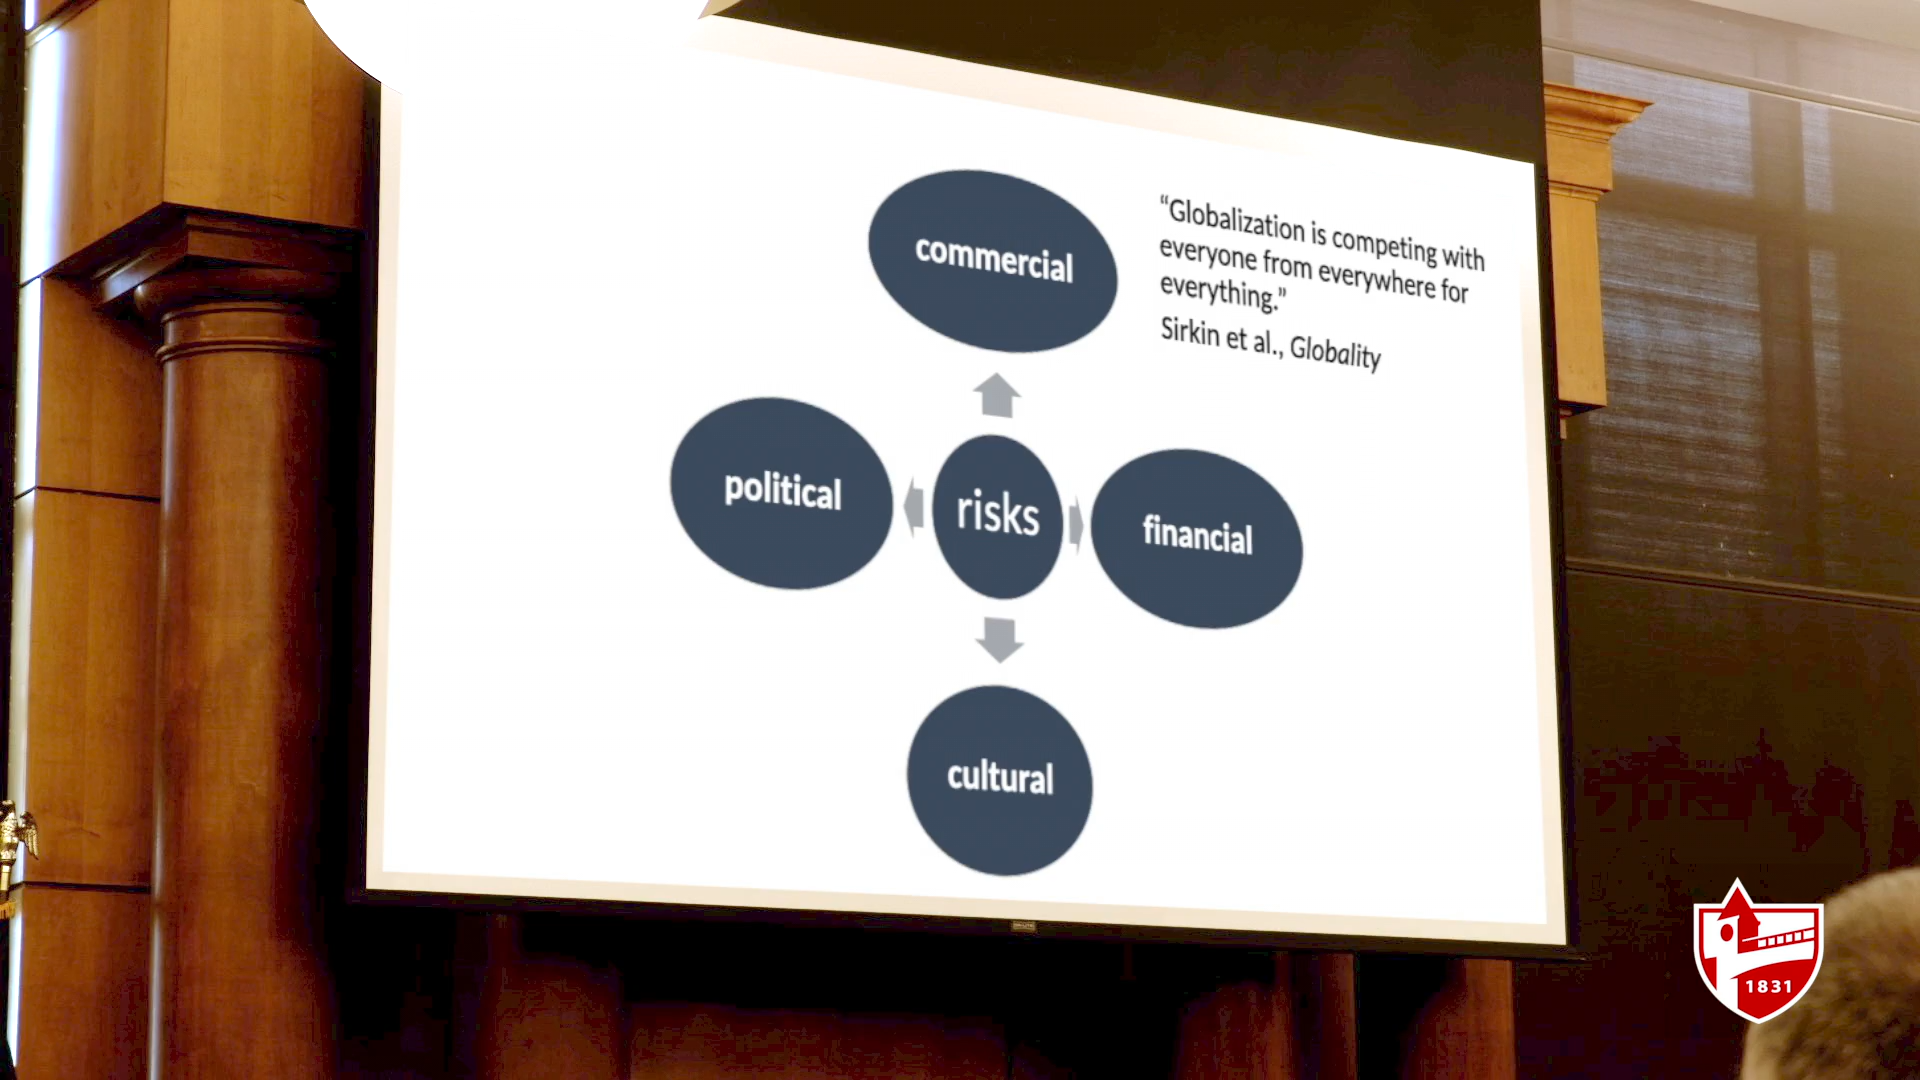 commercial
“Globalization is competing with
everyone from everywhere for
everything.”
Sirkin et al., Globality
political
risks
financial
cultural
1831